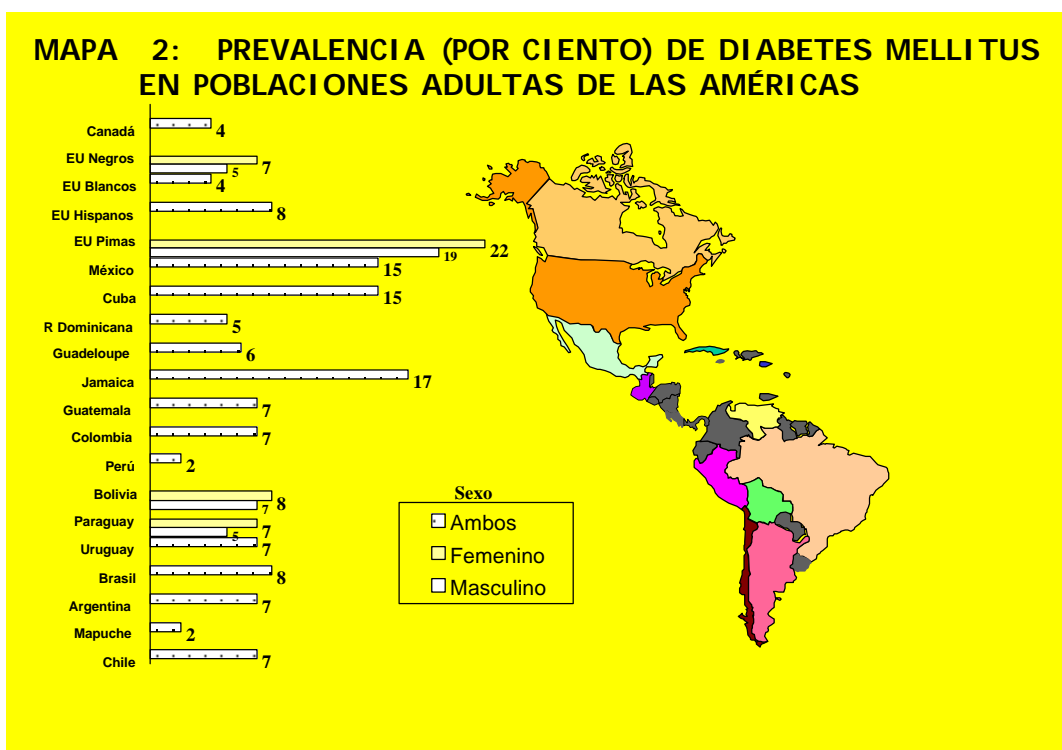 MAPA 2: PREVALENCIA (POR CIENTO) DE DIABETES MELLITUS
EN POBLACIONES ADULTAS DE LAS AMÉRICAS
Canadá 4
EU Negros 7
5
EU Blancos 4
EU Hispanos 8
EU Pimas 22
19
México 15
Cuba 15
R Dominicana 5
Guadeloupe 6
Jamaica 17
Guatemala 7
Colombia 7
Perú 2
Bolivia 8
7
Paraguay 7
5
Uruguay 7
Brasil 8
Argentina 7
Mapuche 2
Chile 7
Sexo
Ambos
Femenino
Masculino